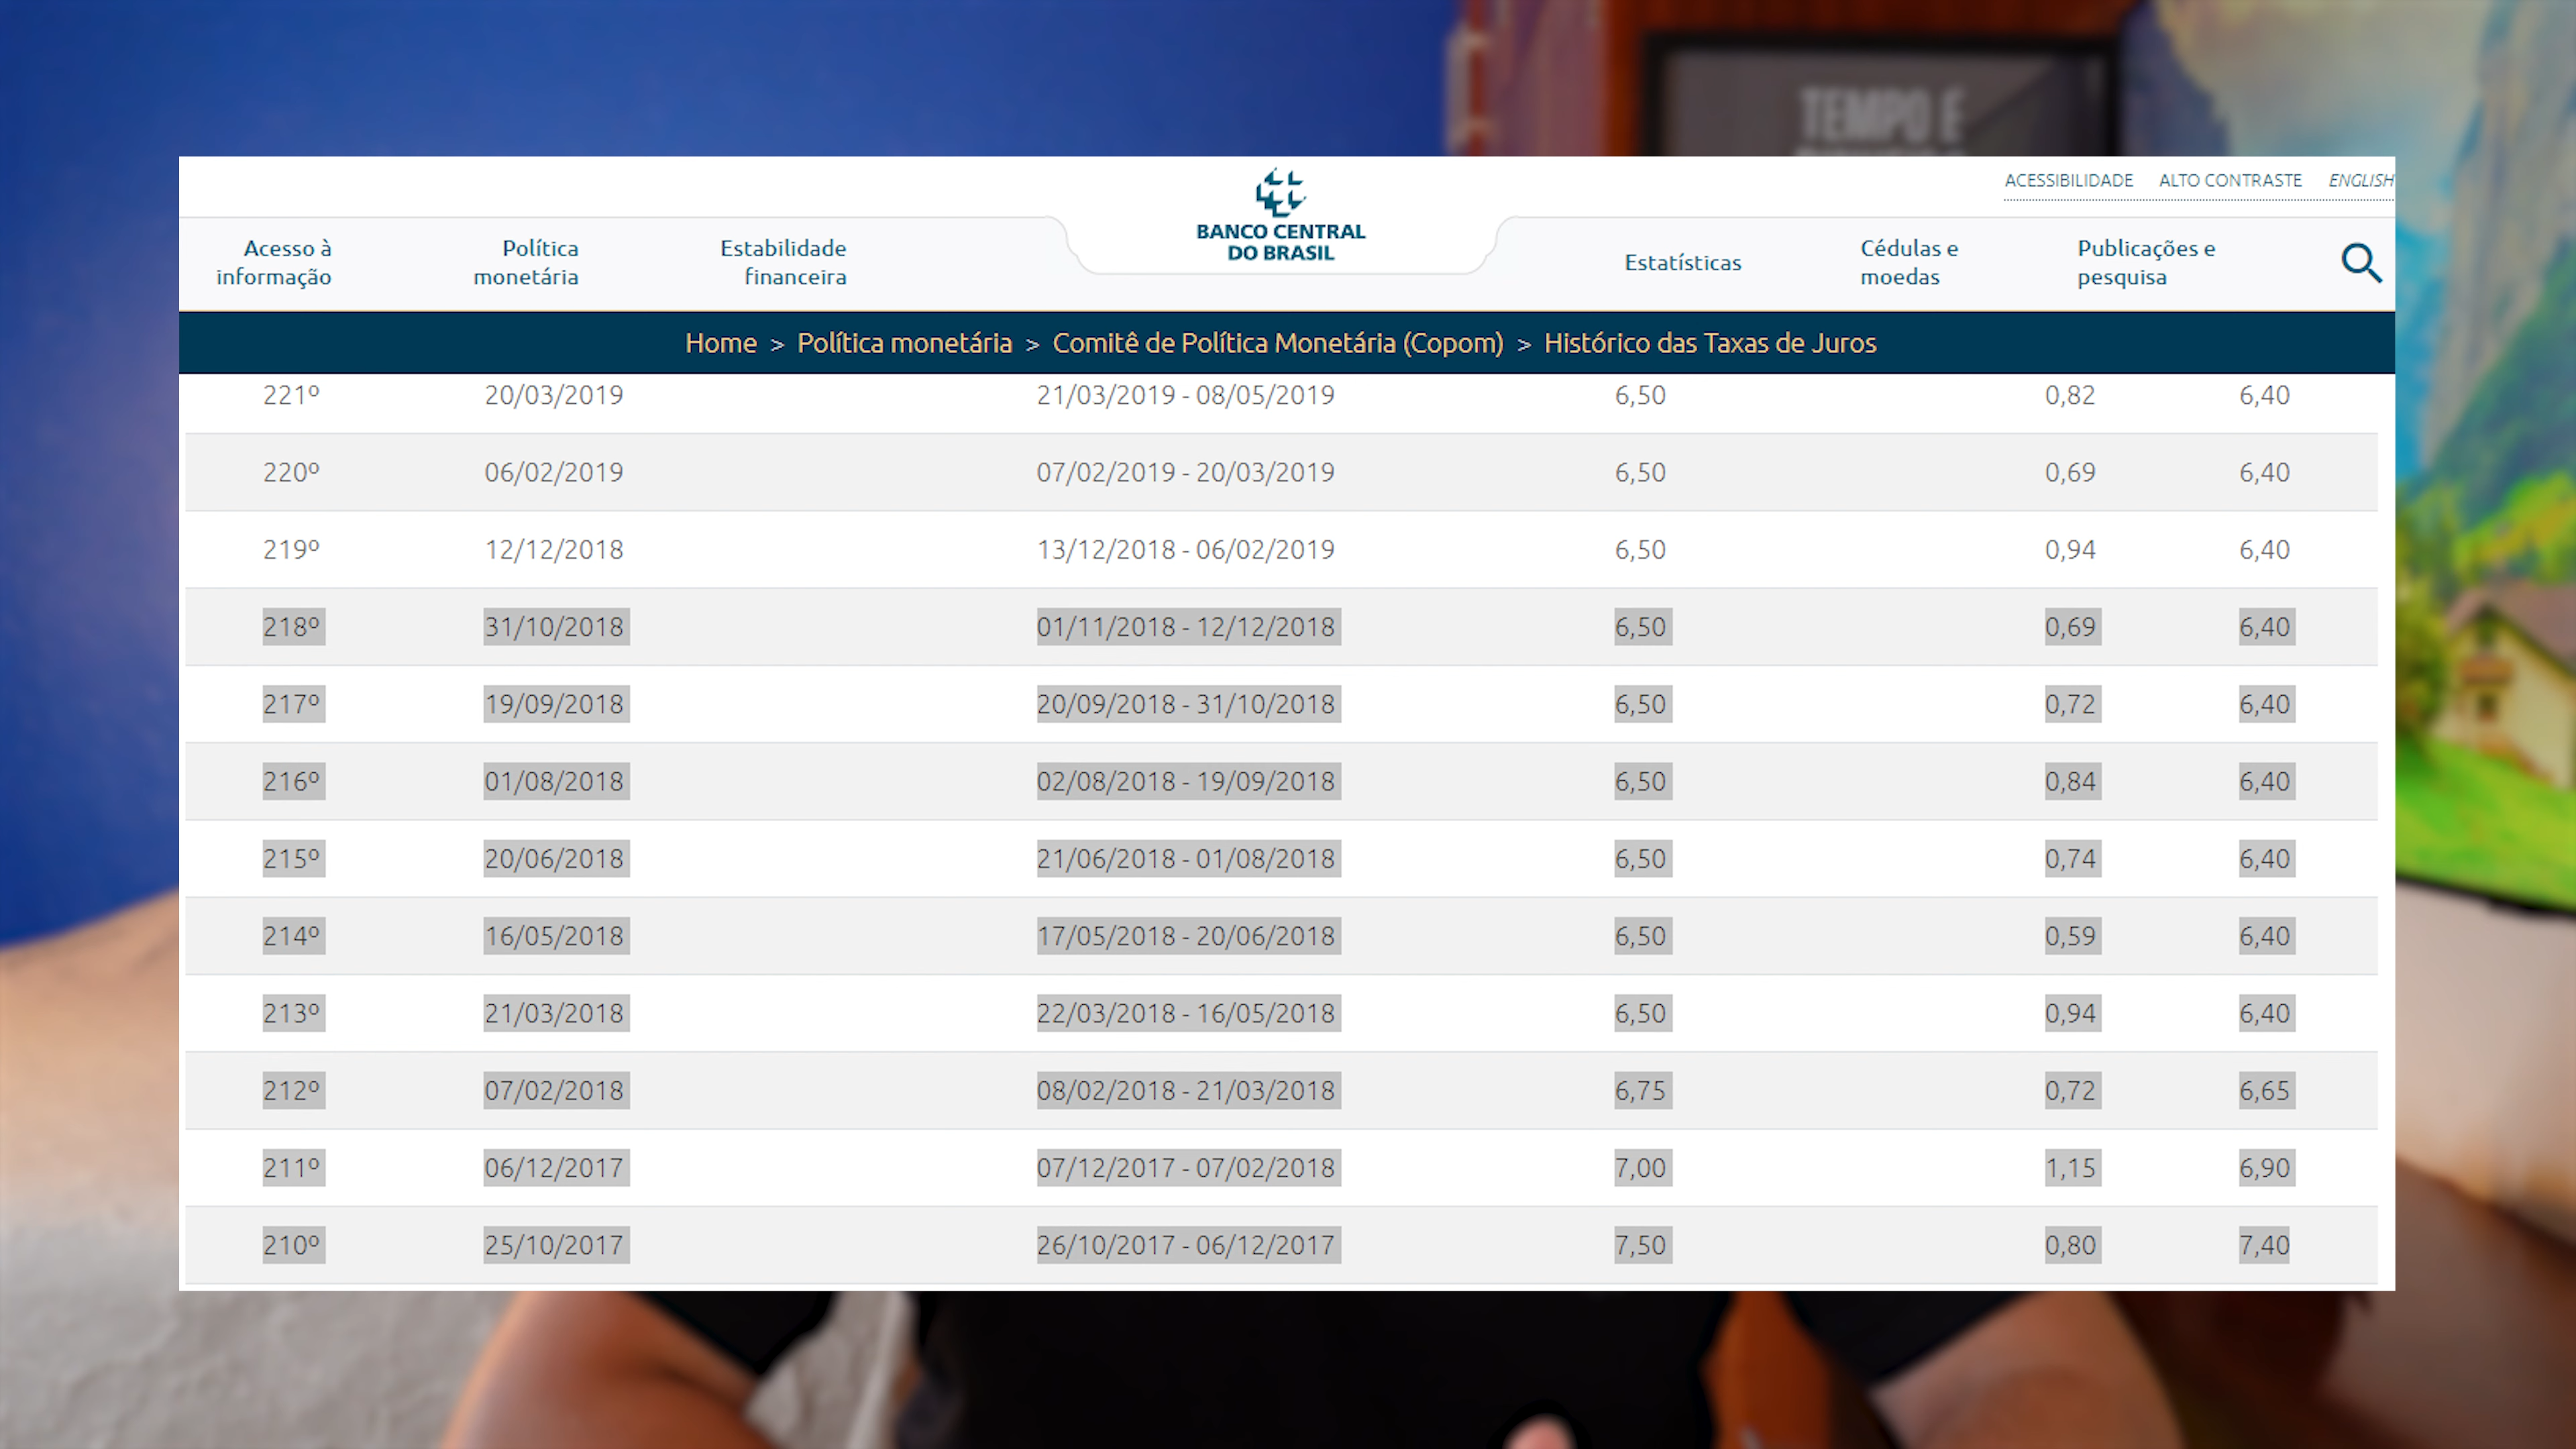 TEMPO É
ACESSIBILIDADE ALTO CONTRASTE ENGLISH
BANCO CENTRAL
DO BRASIL
Acesso à
informação
Política
monetária
Estabilidade
financeira
Estatísticas
Cédulas e
moedas
Publicações e
pesquisa
Home > Política monetária > Comitê de Política Monetária (Copom) > Histórico das Taxas de Juros
221º 20/03/2019 21/03/2019 - 08/05/2019 6,50 0,82 6,40
220º 06/02/2019 07/02/2019 - 20/03/2019 6,50 0,69 6,40
219º 12/12/2018 13/12/2018 - 06/02/2019 6,50 0,94 6,40
218º 31/10/2018 01/11/2018 - 12/12/2018 6,50 0,69 6,40
217º 19/09/2018 20/09/2018 - 31/10/2018 6,50 0,72 6,40
216º 01/08/2018 02/08/2018 - 19/09/2018 6,50 0,84 6,40
215º 20/06/2018 21/06/2018 - 01/08/2018 6,50 0,74 6,40
214º 16/05/2018 17/05/2018 - 20/06/2018 6,50 0,59 6,40
213º 21/03/2018 22/03/2018 - 16/05/2018 6,50 0,94 6,40
212º 07/02/2018 08/02/2018 - 21/03/2018 6,75 0,72 6,65
211º 06/12/2017 07/12/2017 - 07/02/2018 7,00 1,15 6,90
210º 25/10/2017 26/10/2017 - 06/12/2017 7,50 0,80 7,40